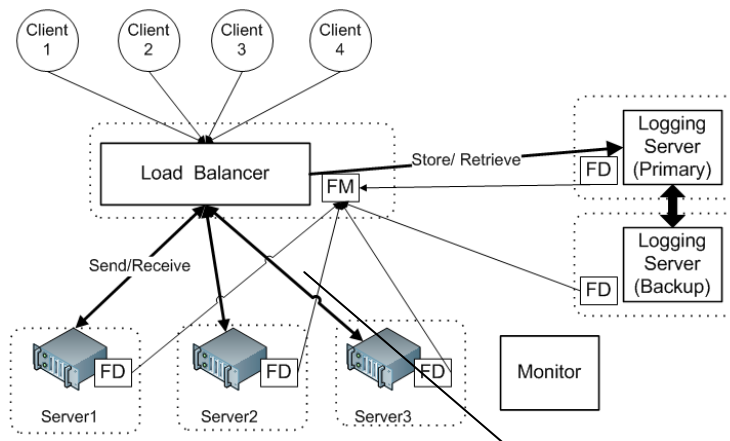 Client
1
Client
2
Client
3
Client
4
Load Balancer
FM
Store/ Retrieve
FD
Logging
Server
(Primary)
Send/Receive
FD
Logging
Server
(Backup)
FD
FD
FD
Monitor
Server1
Server2
Server3